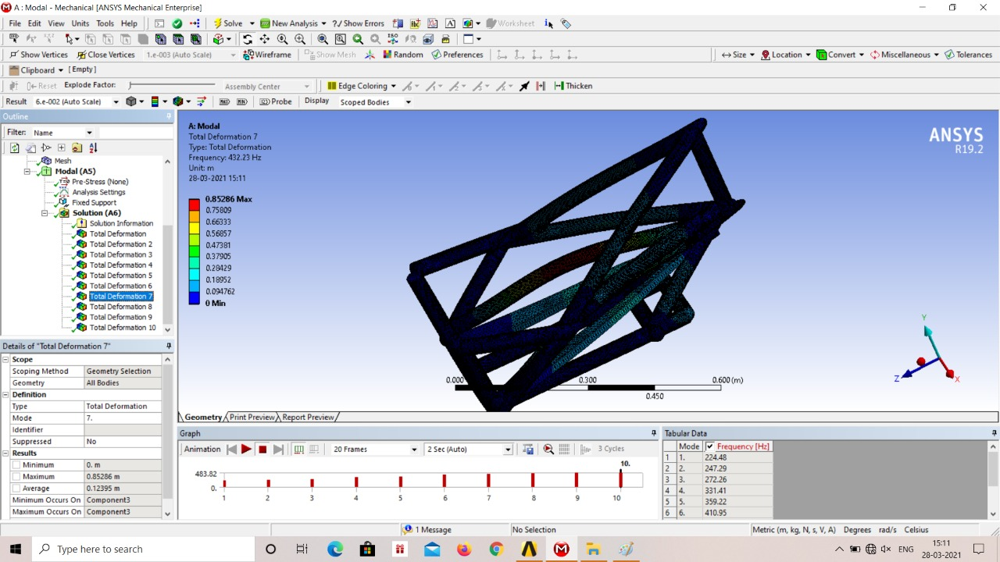 A : Modal - Mechanical [ANSYS Mechanical Enterprise]
File Edit View Units Tools Help Solve New Analysis ?./ Show Errors Worksheet
ISO
Show Vertices Close Vertices 1.e-003 (Auto Scale) Wireframe Show Mesh Random Preferences Size Location Convert Miscellaneous Tolerances
Clipboard [ Empty]
Reset Explode Factor: Assembly Center Edge Coloring Thicken
Result 6.e-002 (Auto Scale) Probe Display Scoped Bodies
Outline
Filter: Name
Mesh
Modal (A5)
Pre-Stress (None)
Analysis Settings
Fixed Support
Solution (A6)
Solution Information
Total Deformation
Total Deformation 2
Total Deformation 3
Total Deformation 4
Total Deformation 5
Total Deformation 6
Total Deformation 7
Total Deformation 8
Total Deformation 9
Total Deformation 10
Details of "Total Deformation 7"
Scope
Scoping Method Geometry Selection
Geometry All Bodies
Definition
Type Total Deformation
Mode 7.
Identifier
Suppressed No
Results
Minimum 0. m
Maximum 0.85286 m
Average 0.12395 m
Minimum Occurs On Component3
Maximum Occurs On Component3
A: Modal
Total Deformation 7
Type: Total Deformation
Frequency: 432.23 Hz
Unit: m
28-03-2021 15:11
0.85286 Max
0.75809
0.66333
0.56857
0.47381
0.37905
0.28429
0.18952
0.094762
0 Min
ANSYS
R19.2
0.000 0.300 0.600 (m)
0.450
Y
Z
X
Geometry Print Preview Report Preview
Graph
Animation 20 Frames 2 Sec (Auto) 3 Cycles
10.
483.82
0.
1 2 3 4 5 6 7 8 9 10
Tabular Data
Mode Frequency [Hz]
1 1. 224.48
2 2. 247.29
3 3. 272.26
4 4. 331.41
5 5. 359.22
6 6. 410.95
1 Message No Selection Metric (m, kg, N, s, V, A) Degrees rad/s Celsius
Type here to search
ENG
15:11
28-03-2021